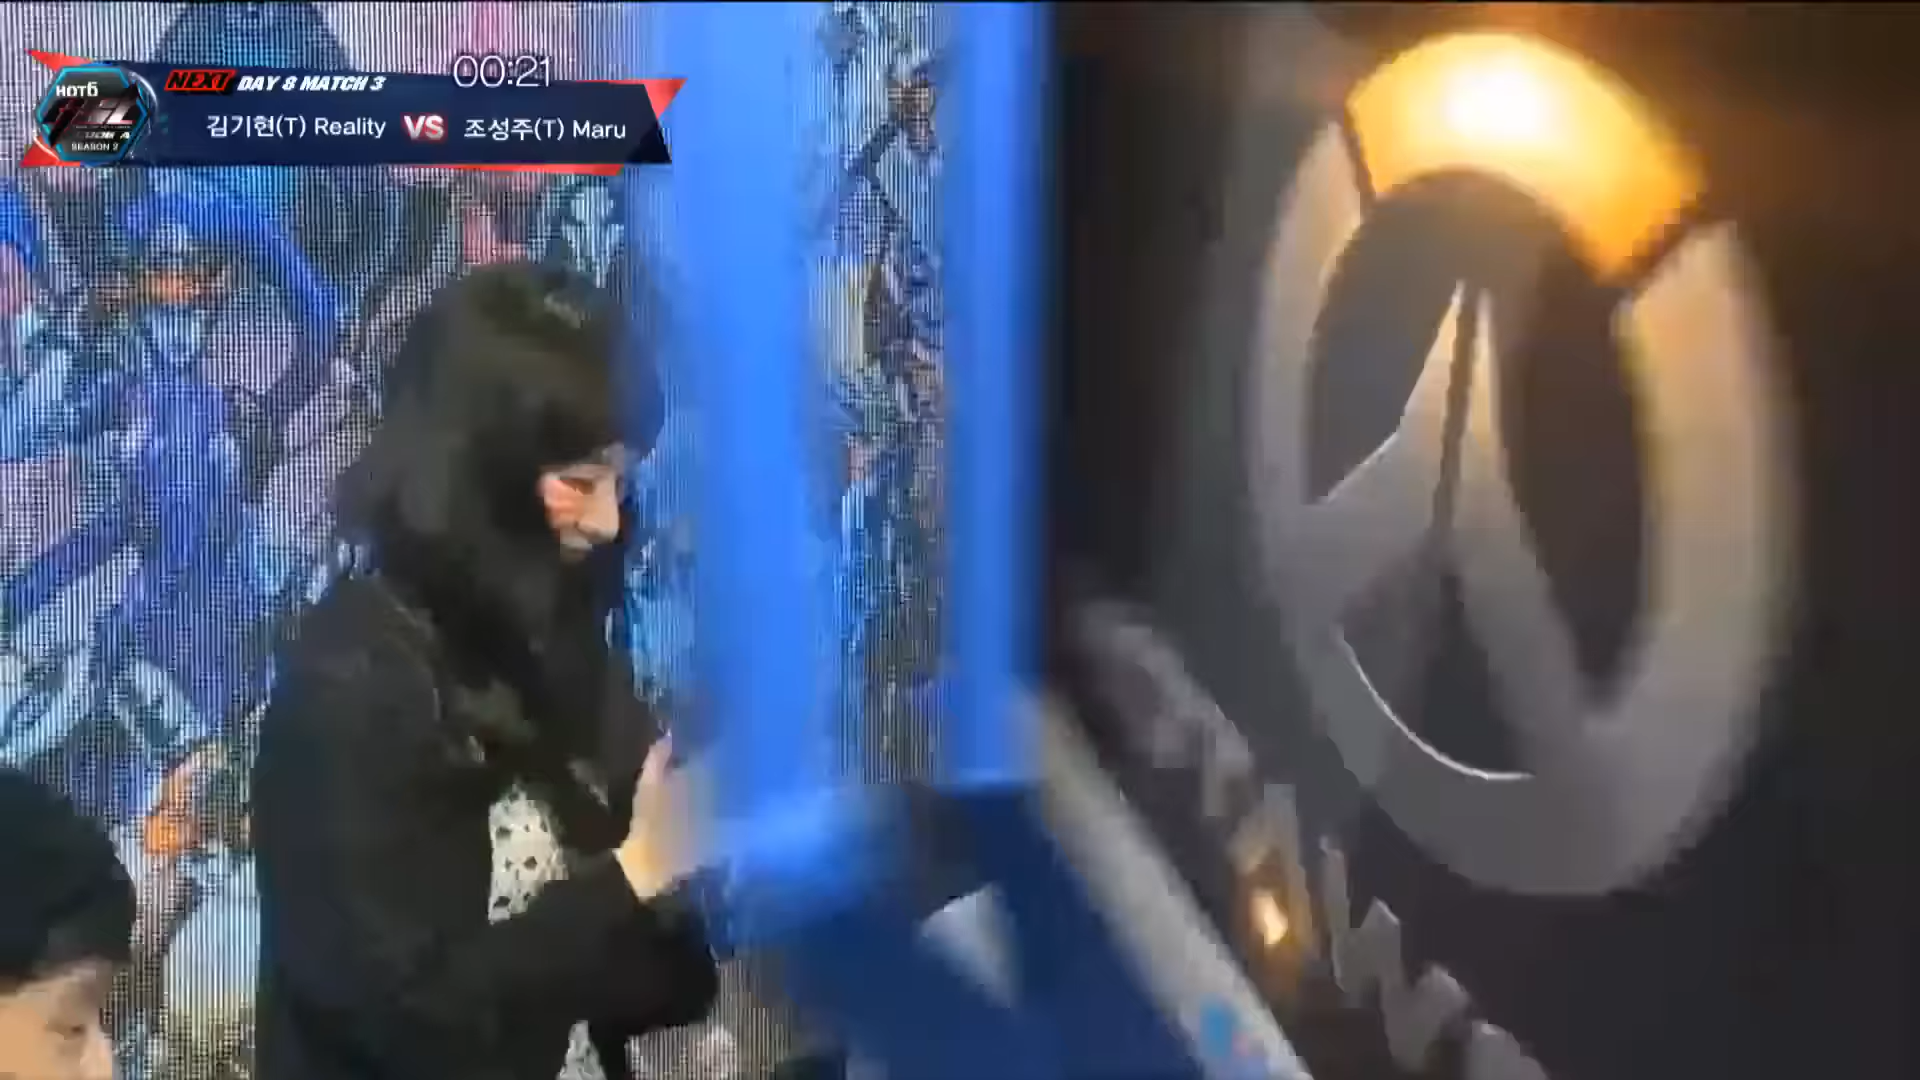 HOT6
GSL
SEASON 2
NEXT DAY 8 MATCH 3
00:21
김기현(T) Reality VS 조성주(T) Maru